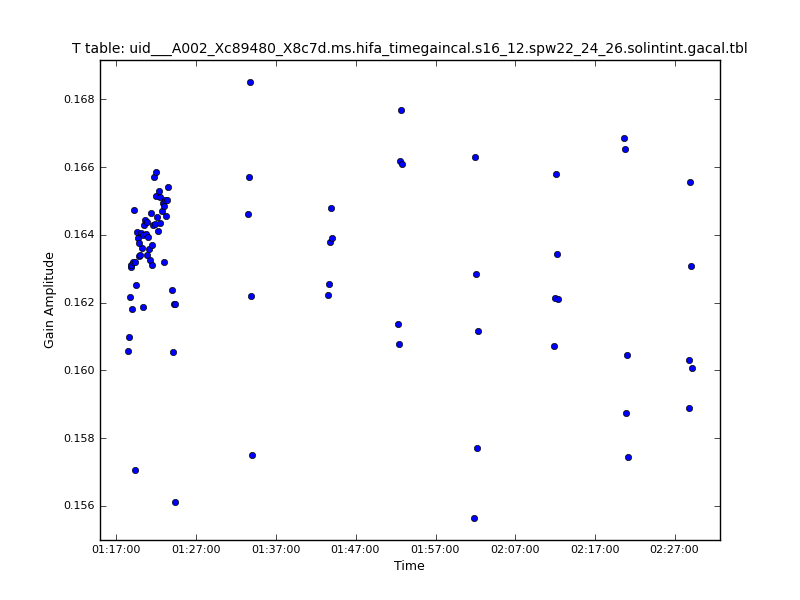 T table: uid___A002_Xc89480_X8c7d.ms.hifa_timegaincal.s16_12.spw22_24_26.solintint.gacal.tbl
0.168
0.166
0.164
0.162
0.160
0.158
0.156
Gain Amplitude
01:17:00 01:27:00 01:37:00 01:47:00 01:57:00 02:07:00 02:17:00 02:27:00
Time